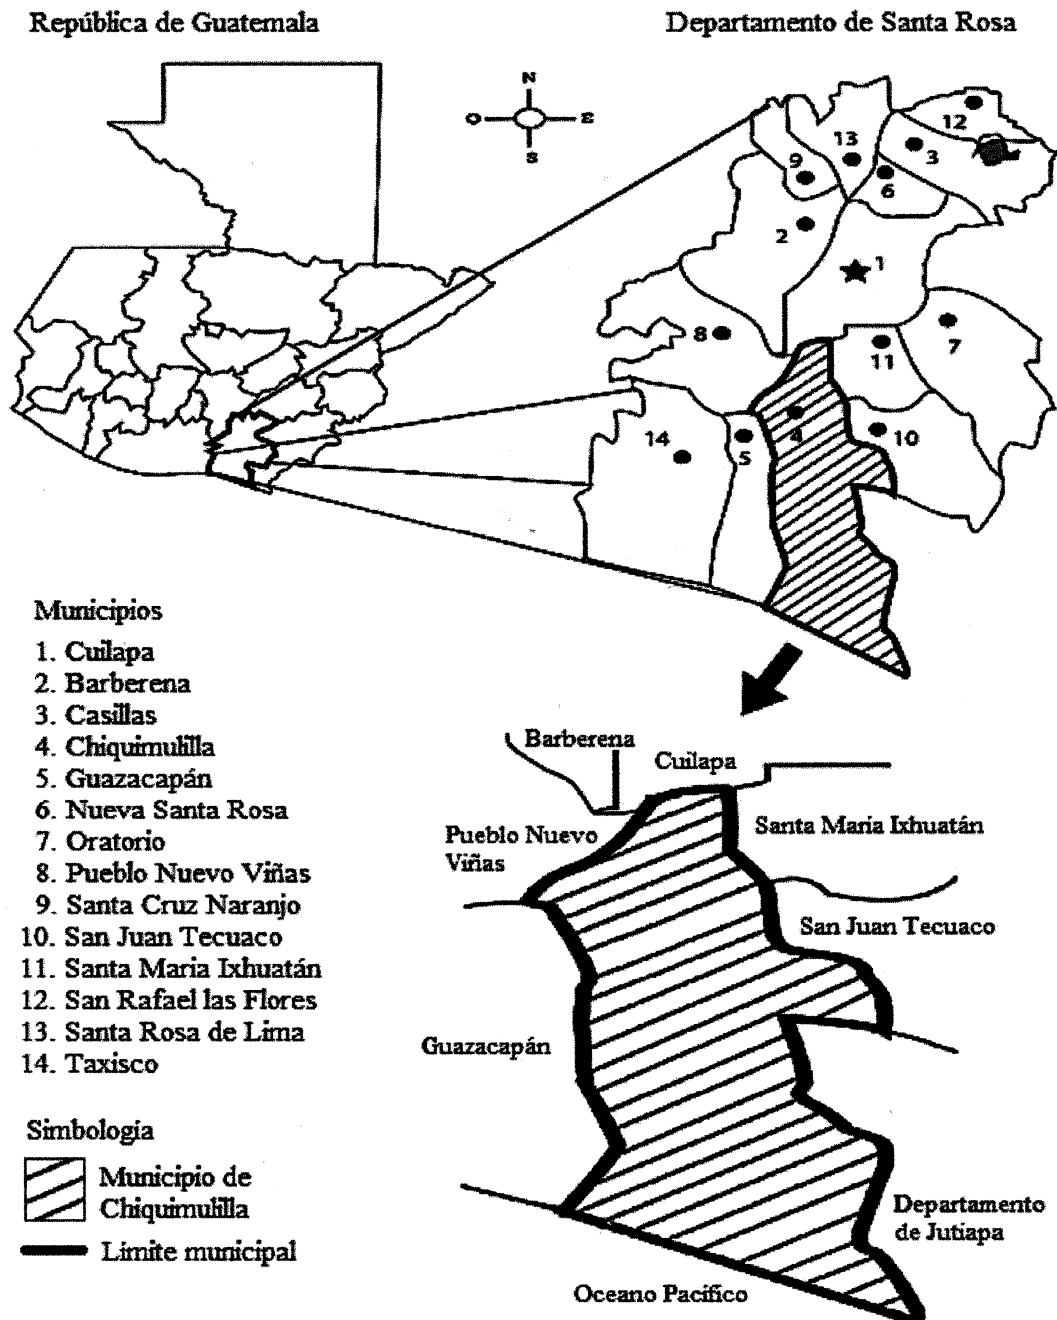 República de Guatemala
Departamento de Santa Rosa
N
O E
S
12
13
3
9
6
2
1
8
7
11
4
14
5
10
Municipios
1. Cuilapa
2. Barberena
3. Casillas
4. Chiquimulilla
5. Guazacapán
6. Nueva Santa Rosa
7. Oratorio
8. Pueblo Nuevo Viñas
9. Santa Cruz Naranjo
10. San Juan Tecuaco
11. Santa Maria Ixhuatán
12. San Rafael las Flores
13. Santa Rosa de Lima
14. Taxisco
Simbología
Municipio de
Chiquimulilla
Límite municipal
Barberena
Cuilapa
Pueblo Nuevo
Viñas
Santa Maria Ixhuatán
San Juan Tecuaco
Guazacapán
Departamento
de Jutiapa
Oceano Pacífico